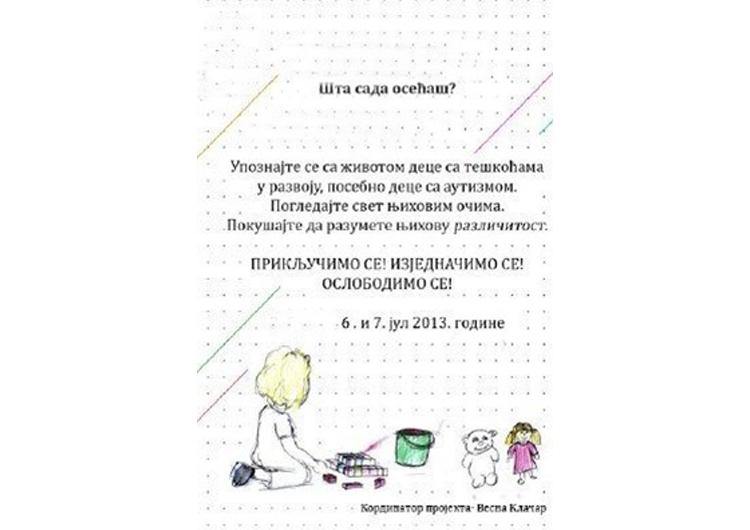 Шта сада осећаш?
Упознајте се са животом деце са тешкоћама
у развоју, посебно деце са аутизмом.
Погледајте свет њиховим очима.
Покушајте да разумете њихову различитост.
ПРИКЉУЧИМО СЕ! ИЗЈЕДНАЧИМО СЕ!
ОСЛОБОДИМО СЕ!
6 . и 7. јул 2013. године
Кординатор пројекта- Весна Клачар